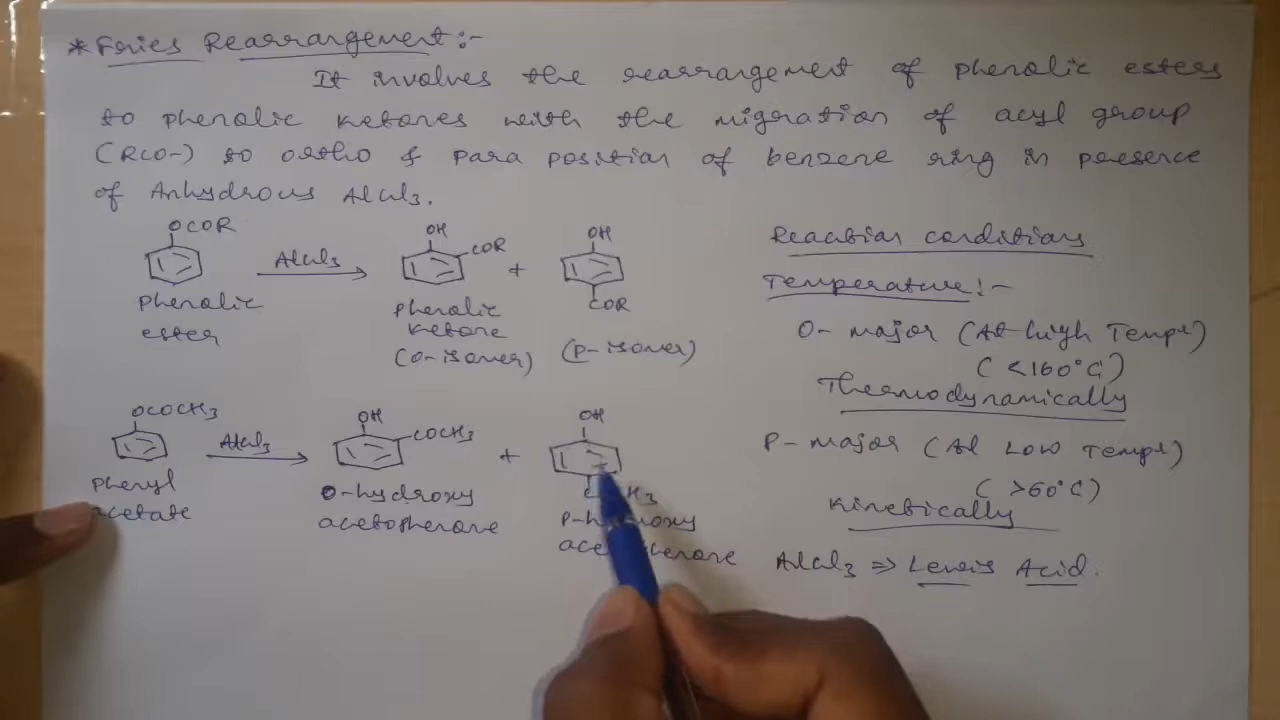 * Fries Rearrangement:-
It involves the rearrangement of phenolic esters
to phenolic ketones with the migration of acyl group
(RCO-) to ortho & para position of benzene ring in presence
of Anhydrous AlCl3.
OCOR
AlCl3
OH
COR
+
OH
COR
Phenolic
ester
Phenolic
ketone
(o-isomer)
(p-isomer)
OCOCH3
AlCl3
OH
COCH3
+
OH
H3
phenyl
acetate
o-hydroxy
acetophenone
Reaction conditions
Temperature:-
O- major (At high Tempr)
(<160°C)
Thermodynamically
P- major (At Low Tempr)
(>60°C)
Kinetically
AlCl3 ⇒ Lewis Acid.